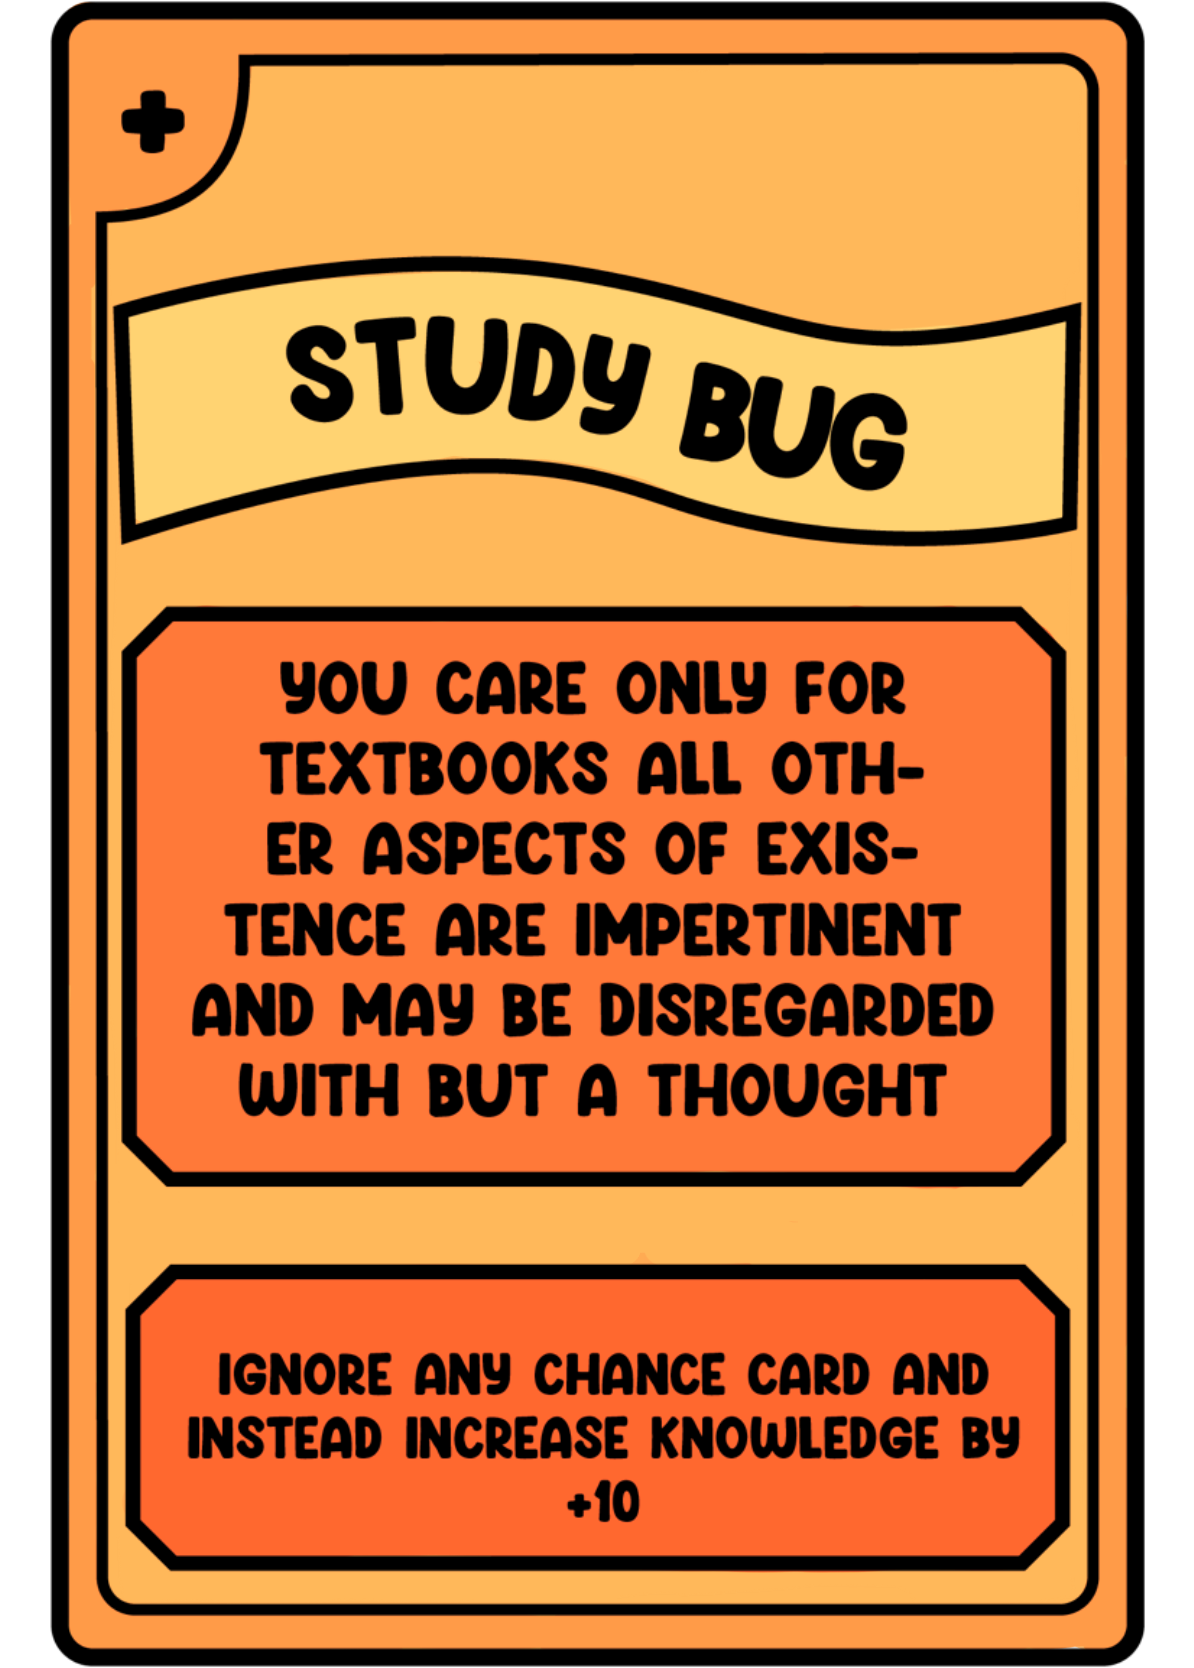 +
STUDY BUG
YOU CARE ONLY FOR
TEXTBOOKS ALL OTH-
ER ASPECTS OF EXIS-
TENCE ARE IMPERTINENT
AND MAY BE DISREGARDED
WITH BUT A THOUGHT
IGNORE ANY CHANCE CARD AND
INSTEAD INCREASE KNOWLEDGE BY
+10